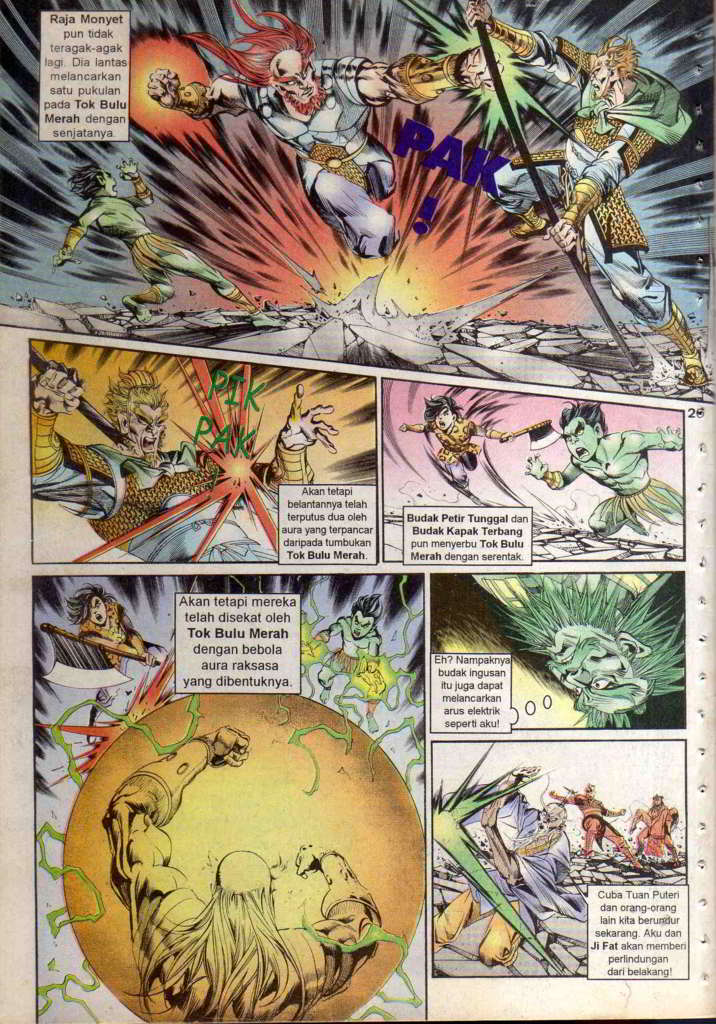 Raja Monyet
pun tidak
teragak-agak
lagi. Dia lantas
melancarkan
satu pukulan
pada Tok Bulu
Merah dengan
senjatanya.
PAK
!
PIK
PAK
Akan tetapi
belantannya telah
terputus dua oleh
aura yang terpancar
daripada tumbukan
Tok Bulu Merah.
26
Budak Petir Tunggal dan
Budak Kapak Terbang
pun menyerbu Tok Bulu
Merah dengan serentak.
Akan tetapi mereka
telah disekat oleh
Tok Bulu Merah
dengan bebola
aura raksasa
yang dibentuknya.
Eh? Nampaknya
budak ingusan
itu juga dapat
melancarkan
arus elektrik
seperti aku!
Cuba Tuan Puteri
dan orang-orang
lain kita berundur
sekarang. Aku dan
Ji Fat akan memberi
perlindungan
dari belakang!